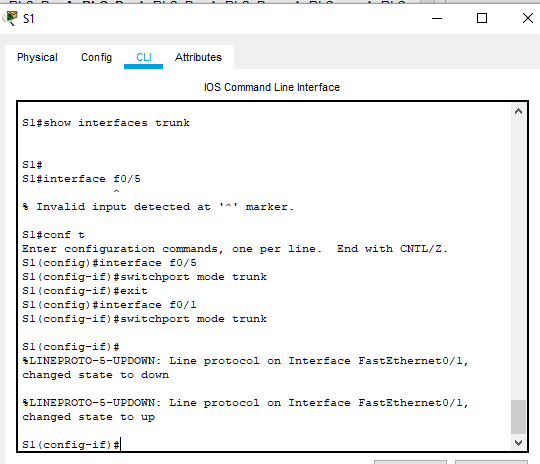 S1
Physical Config CLI Attributes
IOS Command Line Interface
S1#show interfaces trunk
S1#
S1#interface f0/5
^
% Invalid input detected at '^' marker.
S1#conf t
Enter configuration commands, one per line.  End with CNTL/Z.
S1(config)#interface f0/5
S1(config-if)#switchport mode trunk
S1(config-if)#exit
S1(config)#interface f0/1
S1(config-if)#switchport mode trunk
S1(config-if)#
%LINEPROTO-5-UPDOWN: Line protocol on Interface FastEthernet0/1,
changed state to down
%LINEPROTO-5-UPDOWN: Line protocol on Interface FastEthernet0/1,
changed state to up
S1(config-if)#